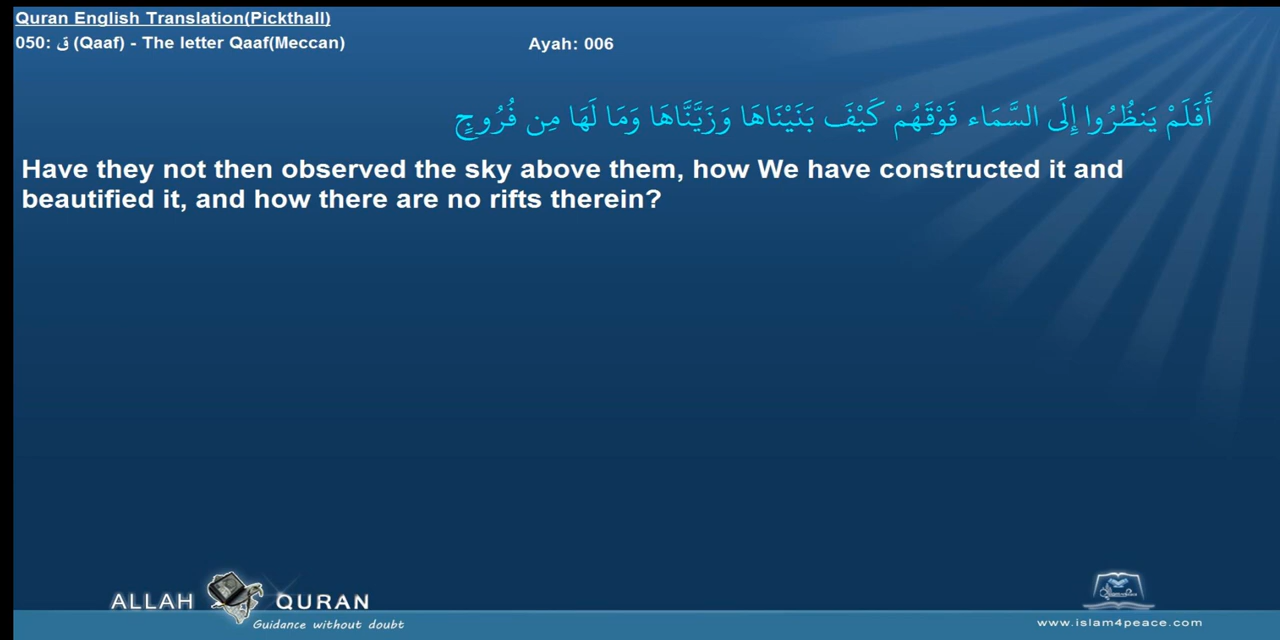 Quran English Translation(Pickthall)
050: ق (Qaaf) - The letter Qaaf(Meccan) Ayah: 006
أَفَلَمْ يَنظُرُوا إِلَى السَّمَاء فَوْقَهُمْ كَيْفَ بَنَيْنَاهَا وَزَيَّنَّاهَا وَمَا لَهَا مِن فُرُوجٍ
Have they not then observed the sky above them, how We have constructed it and
beautified it, and how there are no rifts therein?
ALLAH QURAN
Guidance without doubt
www.islam4peace.com